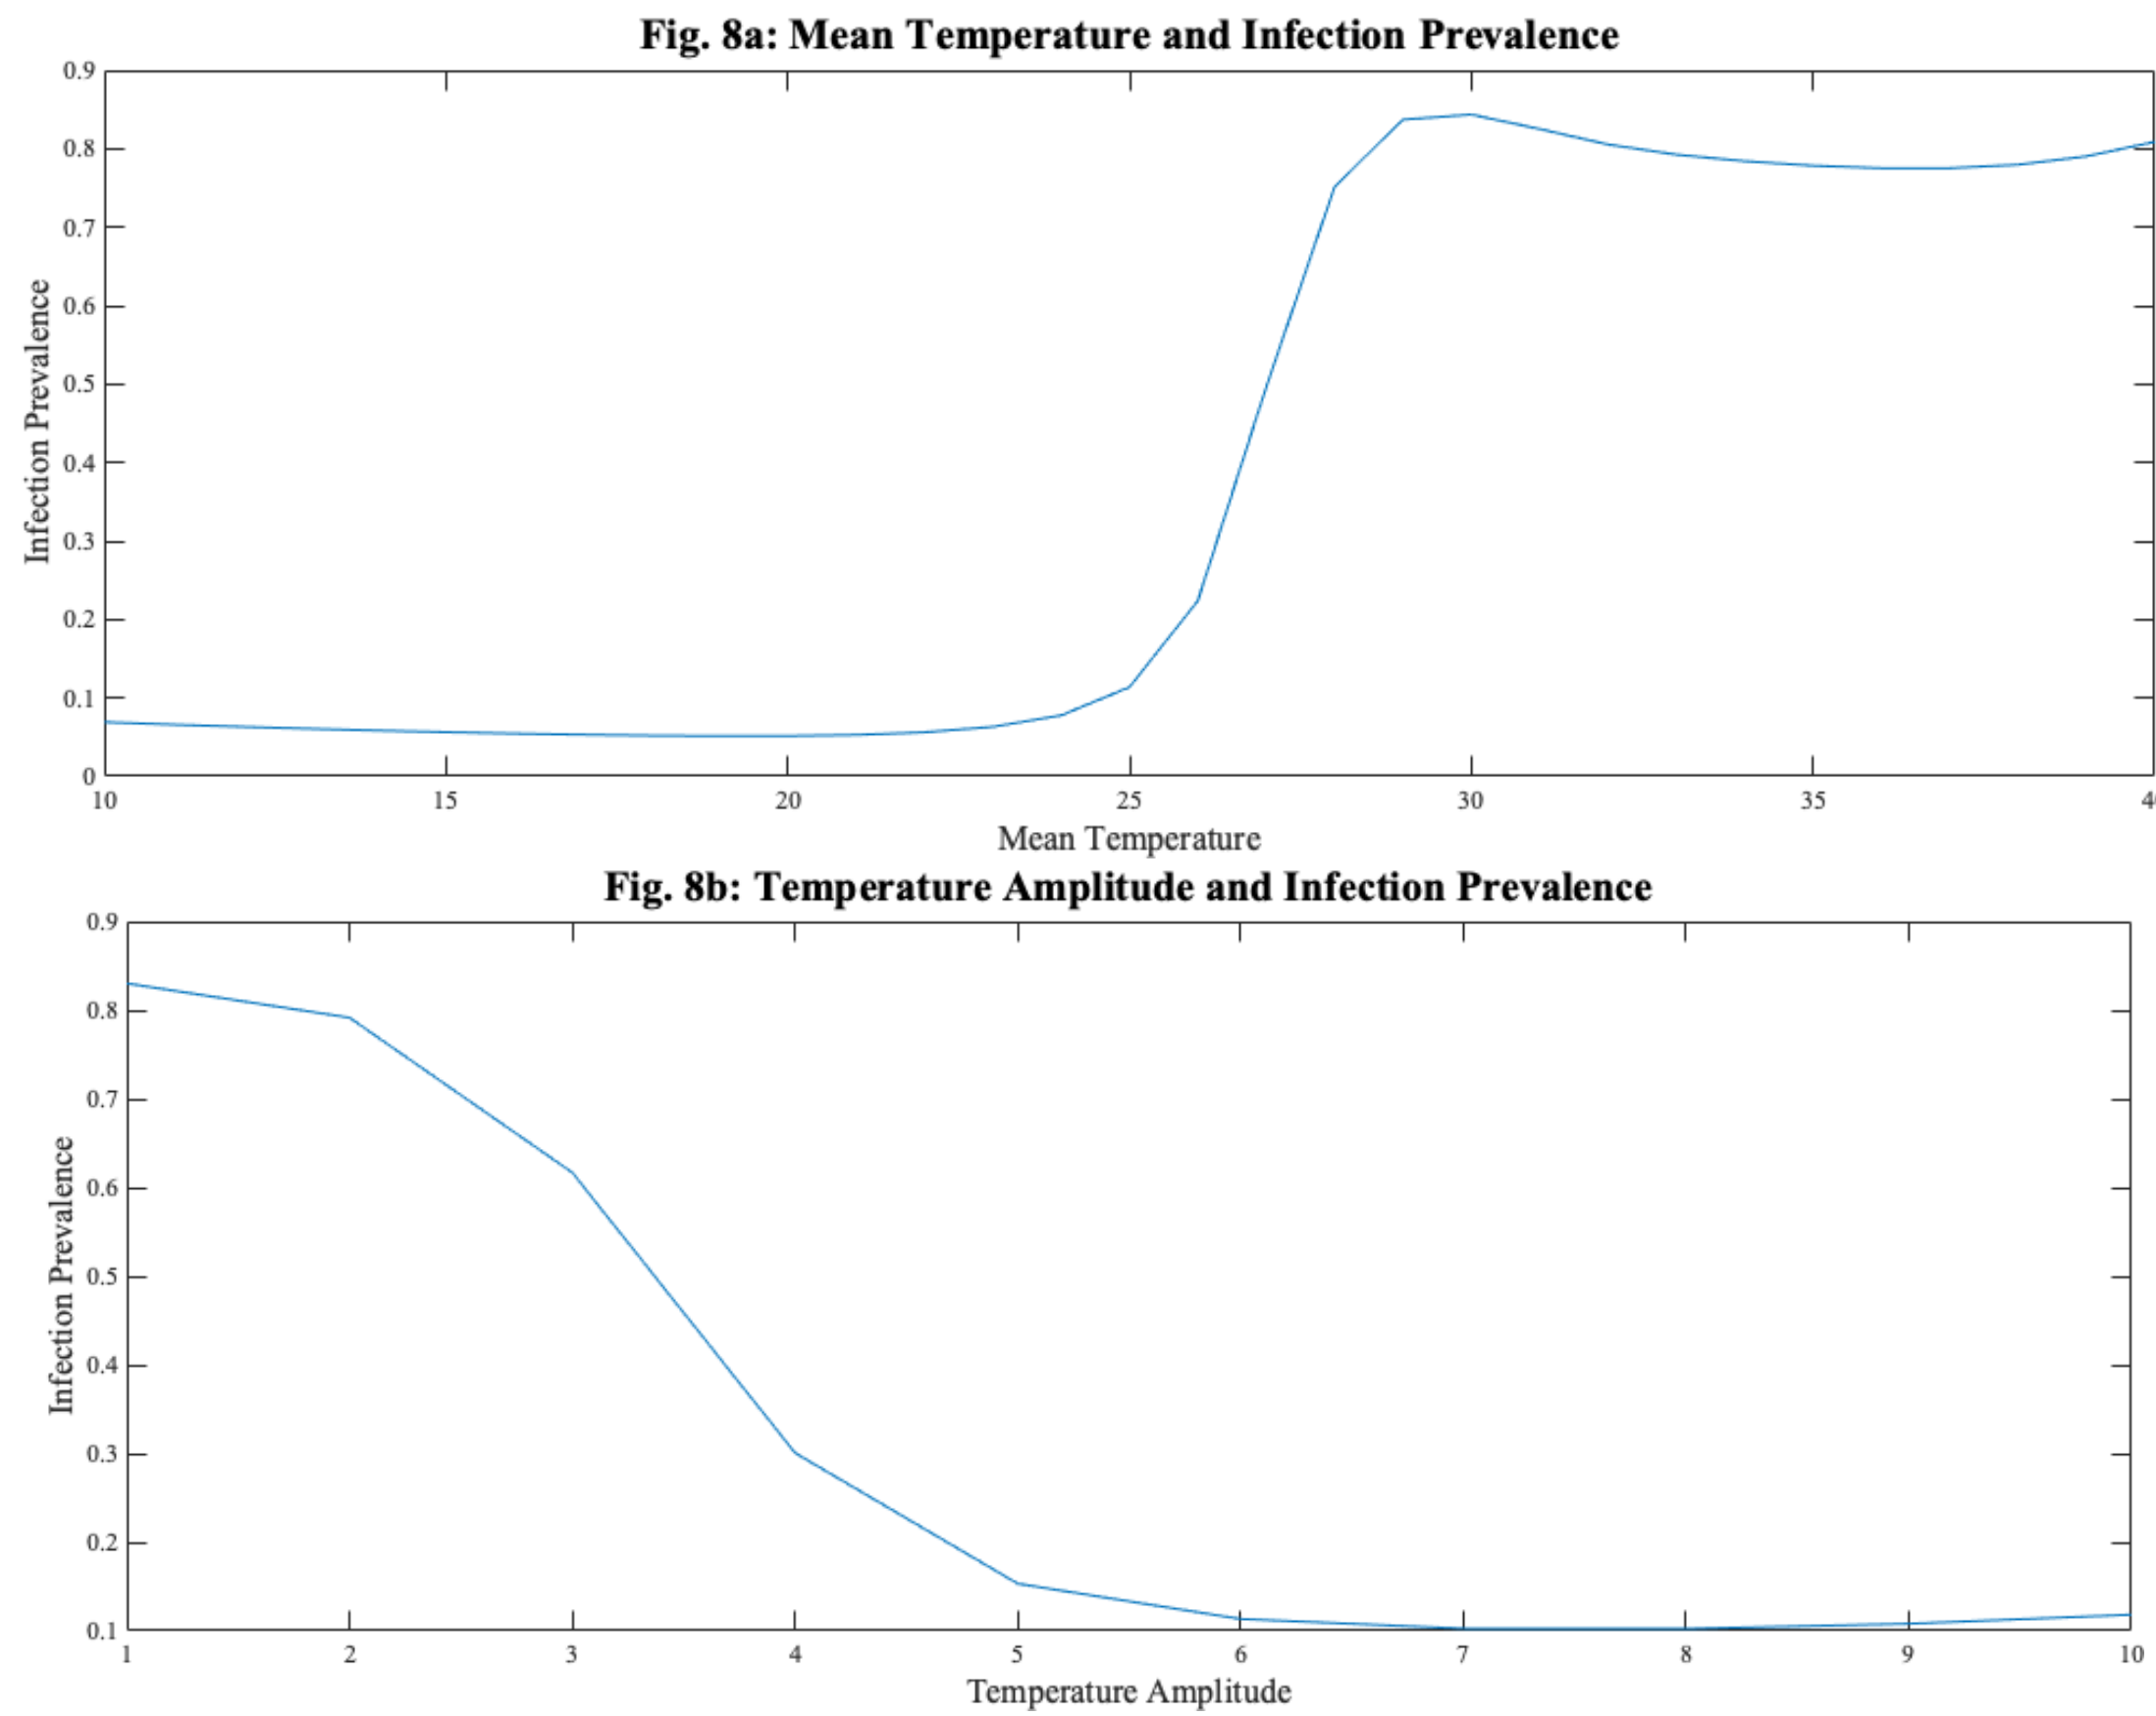 Fig. 8a: Mean Temperature and Infection Prevalence
Infection Prevalence
0.9
0.8
0.7
0.6
0.5
0.4
0.3
0.2
0.1
0
10 15 20 25 30 35 4
Mean Temperature
Fig. 8b: Temperature Amplitude and Infection Prevalence
Infection Prevalence
0.9
0.8
0.7
0.6
0.5
0.4
0.3
0.2
0.1
1 2 3 4 5 6 7 8 9 10
Temperature Amplitude